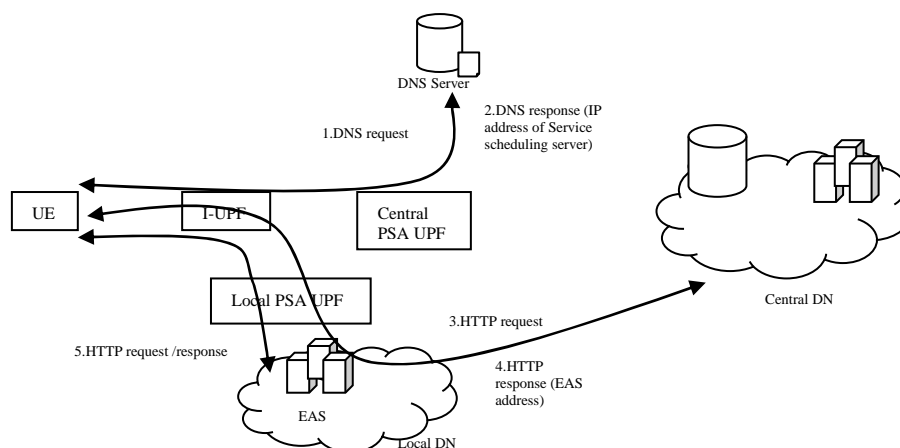 DNS Server
1.DNS request
2.DNS response (IP
address of Service
scheduling server)
UE
I-UPF
Central
PSA UPF
Local PSA UPF
Central DN
3.HTTP request
5.HTTP request /response
4.HTTP
response (EAS
address)
EAS
Local DN